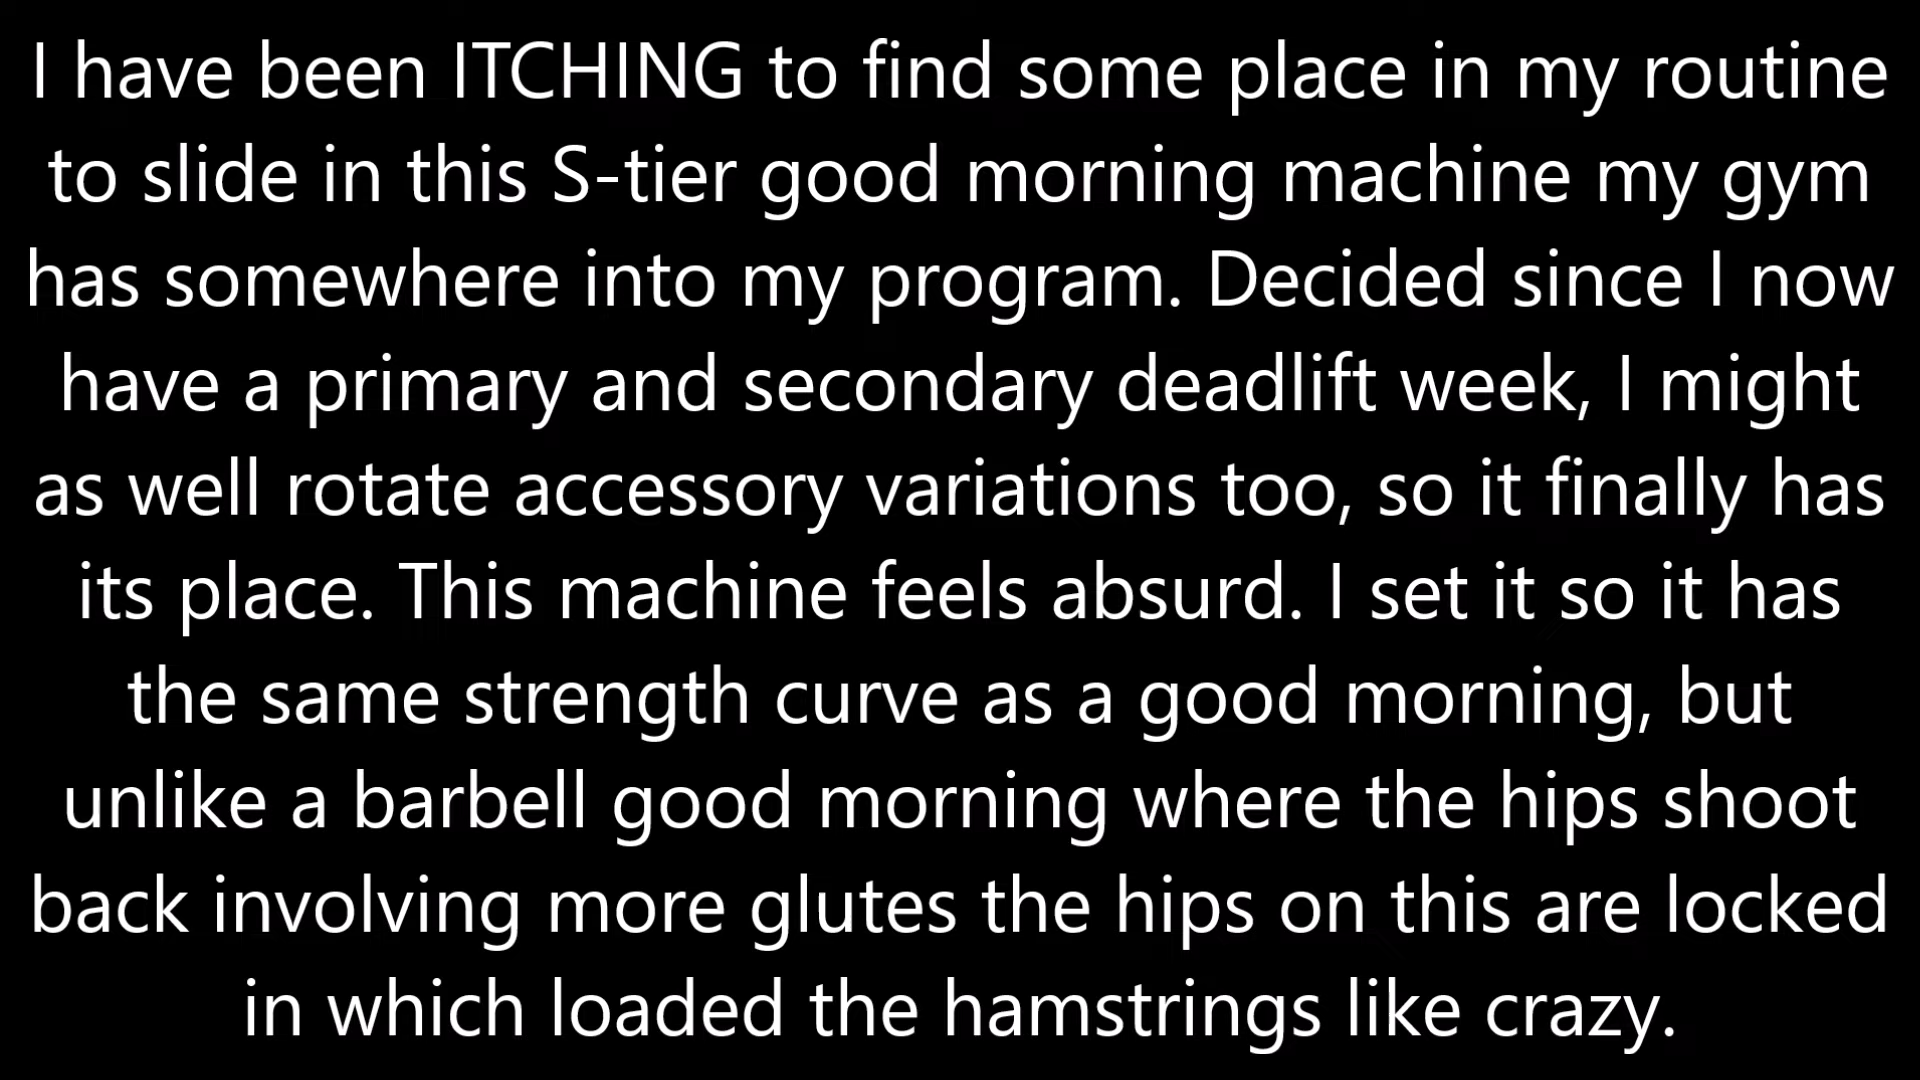 I have been ITCHING to find some place in my routine
to slide in this S-tier good morning machine my gym
has somewhere into my program. Decided since I now
have a primary and secondary deadlift week, I might
as well rotate accessory variations too, so it finally has
its place. This machine feels absurd. I set it so it has
the same strength curve as a good morning, but
unlike a barbell good morning where the hips shoot
back involving more glutes the hips on this are locked
in which loaded the hamstrings like crazy.